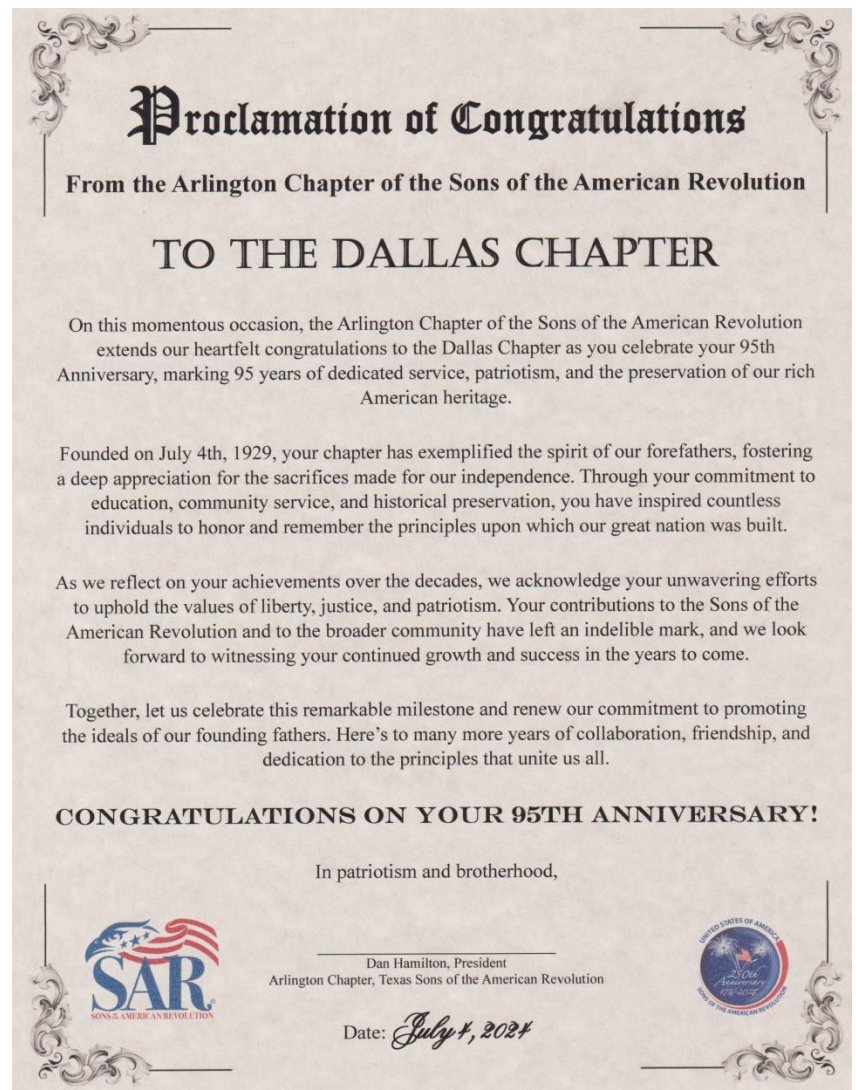 Proclamation of Congratulations
From the Arlington Chapter of the Sons of the American Revolution
TO THE DALLAS CHAPTER
On this momentous occasion, the Arlington Chapter of the Sons of the American Revolution
extends our heartfelt congratulations to the Dallas Chapter as you celebrate your 95th
Anniversary, marking 95 years of dedicated service, patriotism, and the preservation of our rich
American heritage.
Founded on July 4th, 1929, your chapter has exemplified the spirit of our forefathers, fostering
a deep appreciation for the sacrifices made for our independence. Through your commitment to
education, community service, and historical preservation, you have inspired countless
individuals to honor and remember the principles upon which our great nation was built.
As we reflect on your achievements over the decades, we acknowledge your unwavering efforts
to uphold the values of liberty, justice, and patriotism. Your contributions to the Sons of the
American Revolution and to the broader community have left an indelible mark, and we look
forward to witnessing your continued growth and success in the years to come.
Together, let us celebrate this remarkable milestone and renew our commitment to promoting
the ideals of our founding fathers. Here's to many more years of collaboration, friendship, and
dedication to the principles that unite us all.
CONGRATULATIONS ON YOUR 95TH ANNIVERSARY!
In patriotism and brotherhood,
SAR
SONS OF THE AMERICAN REVOLUTION
Dan Hamilton, President
Arlington Chapter, Texas Sons of the American Revolution
Date: July 4, 2024
UNITED STATES OF AMERICA
250th
Anniversary
SONS OF THE AMERICAN REVOLUTION